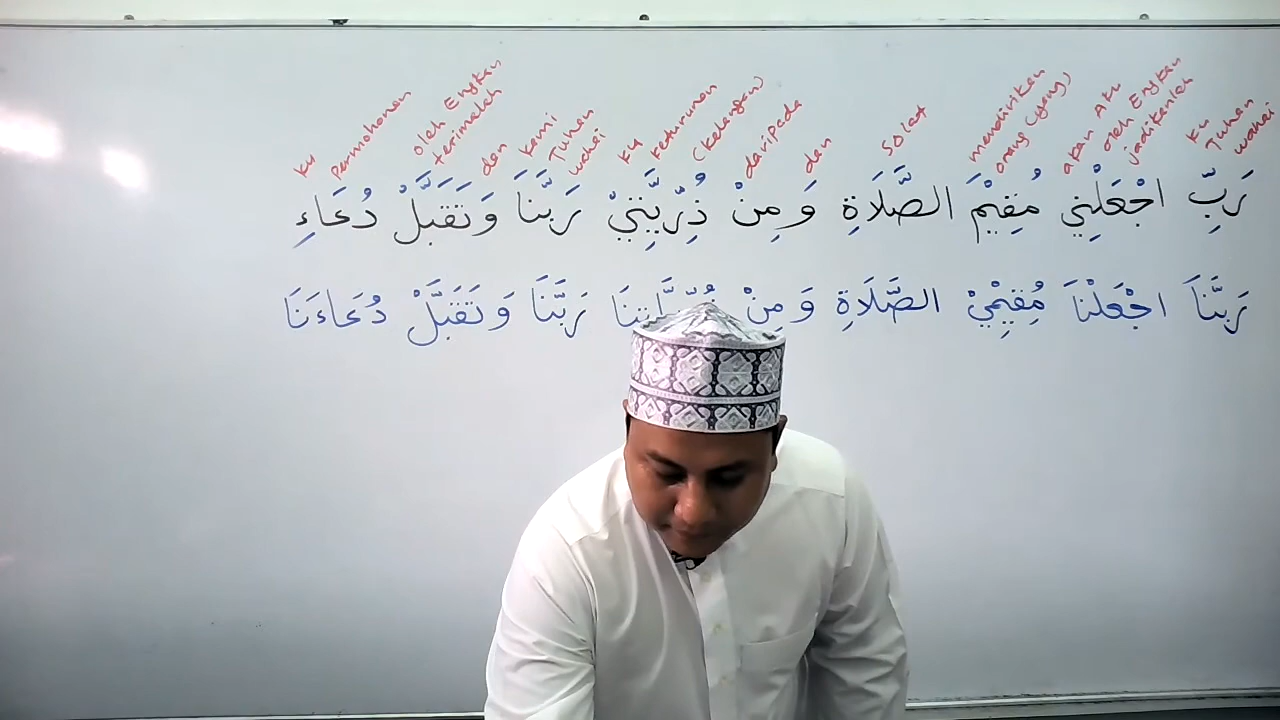 wahai Tuhan ku
jadikanlah oleh Engkau akan Aku
mendirikan orang (yang)
Solat
dan
daripada
(kalangan) keturunan ku
wahai Tuhan kami
dan
terimalah oleh Engkau
Permohonan ku
رَبِّ اجْعَلْنِي مُقِيْمَ الصَّلَاةِ وَ مِنْ ذُرِّيَّتِيْ رَبَّنَا وَتَقَبَّلْ دُعَاءِ
رَبَّنَا اجْعَلْنَا مُقِيْمِيْ الصَّلَاةِ وَ مِنْ رَبَّنَا وَتَقَبَّلْ دُعَاءَنَا